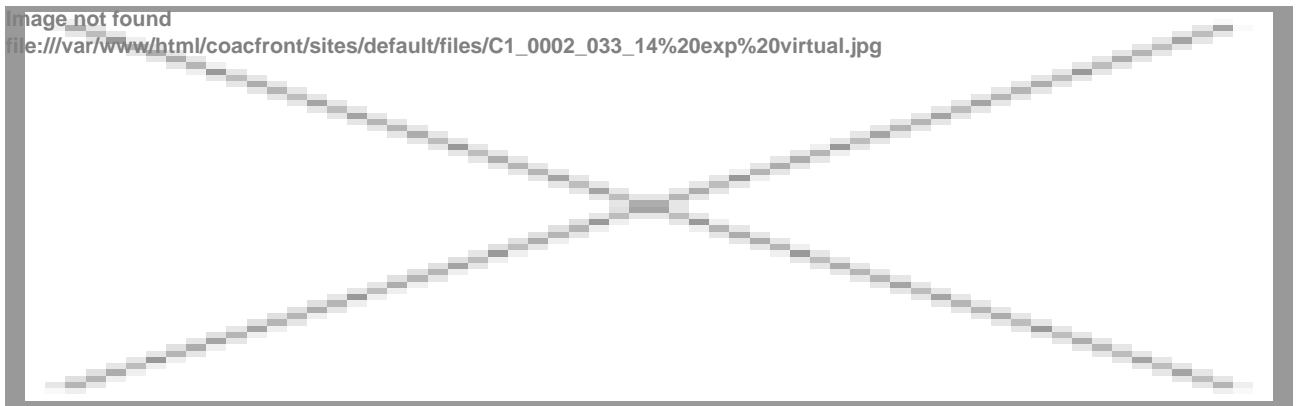 Image not found
file:///var/www/html/coacfront/sites/default/files/C1_0002_033_14%20exp%20virtual.jpg